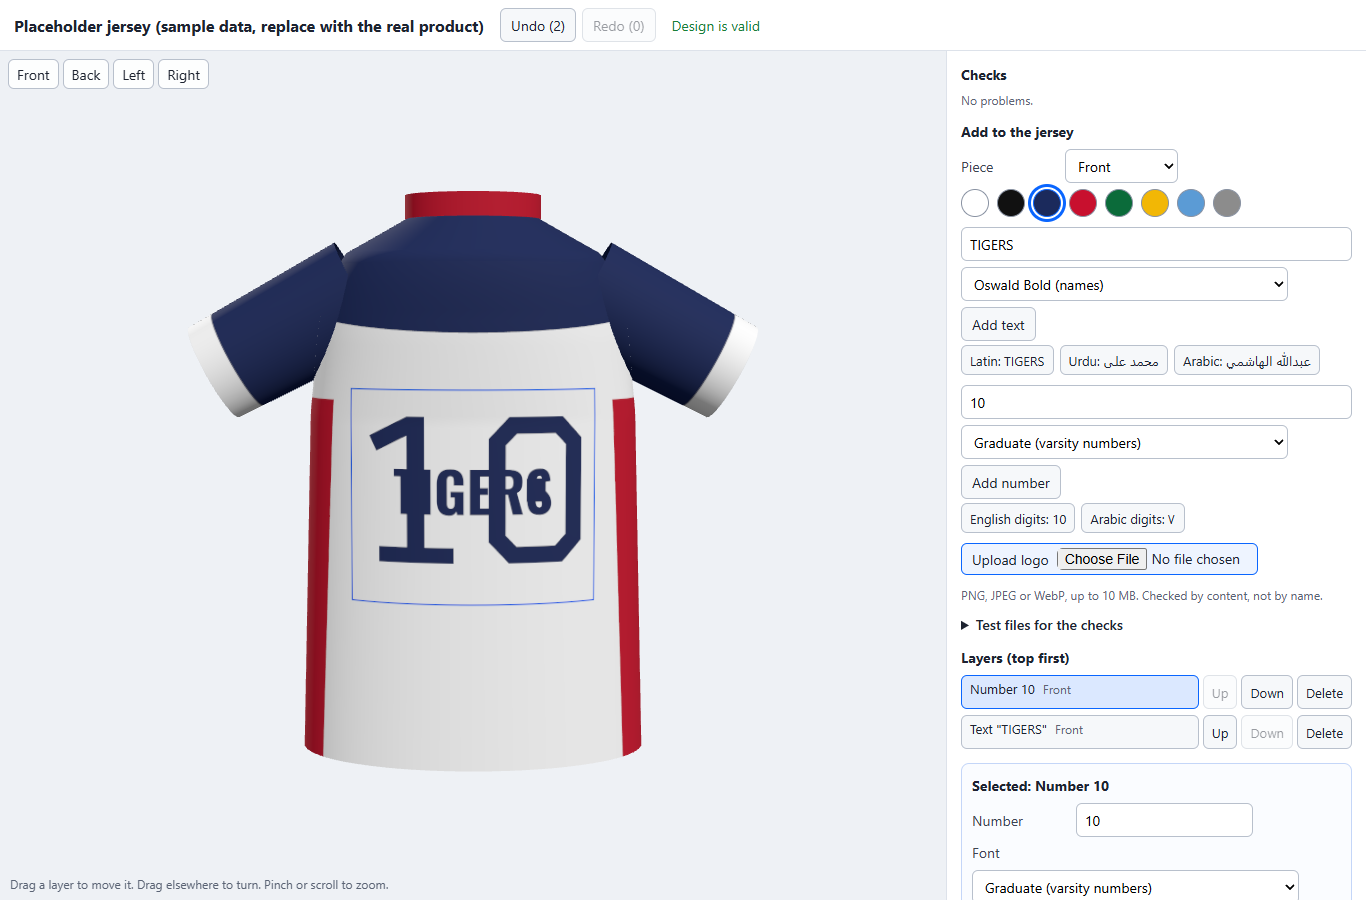 Placeholder jersey (sample data, replace with the real product)
Undo (2)
Redo (0)
Design is valid
Front
Back
Left
Right
10
TIGERS
Drag a layer to move it. Drag elsewhere to turn. Pinch or scroll to zoom.
Checks
No problems.
Add to the jersey
Piece
Front
TIGERS
Oswald Bold (names)
Add text
Latin: TIGERS
Urdu: محمد علی
Arabic: عبدالله الهاشمي
10
Graduate (varsity numbers)
Add number
English digits: 10
Arabic digits: ٧
Upload logo
Choose File
No file chosen
PNG, JPEG or WebP, up to 10 MB. Checked by content, not by name.
Test files for the checks
Layers (top first)
Number 10 Front
Up
Down
Delete
Text "TIGERS" Front
Up
Down
Delete
Selected: Number 10
Number
10
Font
Graduate (varsity numbers)